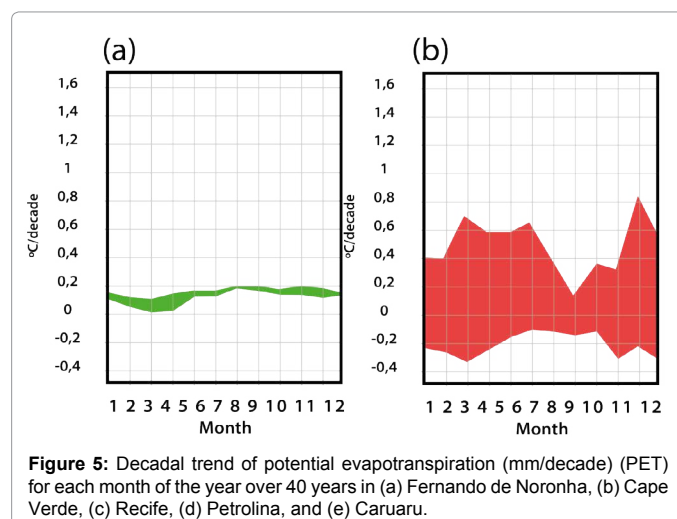 (a)
1,6
1,4
1,2
1
0,8
0,6
0,4
0,2
0
-0,2
-0,4
ºC/decade
1 2 3 4 5 6 7 8 9 10 11 12
Month
(b)
1,6
1,4
1,2
1
0,8
0,6
0,4
0,2
0
-0,2
-0,4
ºC/decade
1 2 3 4 5 6 7 8 9 10 11 12
Month
Figure 5: Decadal trend of potential evapotranspiration (mm/decade) (PET)
for each month of the year over 40 years in (a) Fernando de Noronha, (b) Cape
Verde, (c) Recife, (d) Petrolina, and (e) Caruaru.